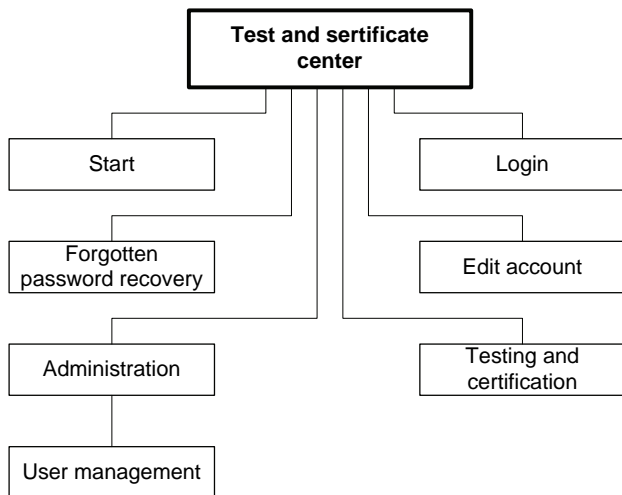 Test and sertificate
center
Start
Login
Forgotten
password recovery
Edit account
Administration
Testing and
certification
User management